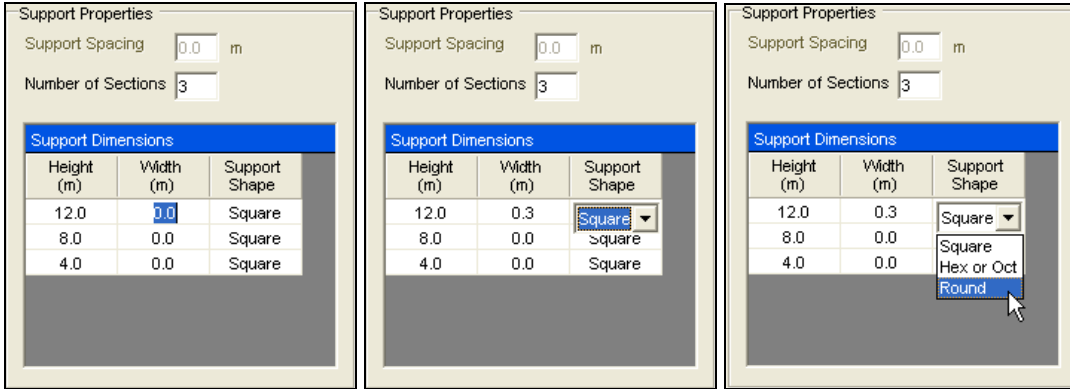 Support Properties
Support Spacing 0.0 m
Number of Sections 3
Support Dimensions
Height Width Support
(m) (m) Shape
12.0 0.0 Square
8.0 0.0 Square
4.0 0.0 Square
Support Properties
Support Spacing 0.0 m
Number of Sections 3
Support Dimensions
Height Width Support
(m) (m) Shape
12.0 0.3 Square
8.0 0.0 Square
4.0 0.0 Square
Support Properties
Support Spacing 0.0 m
Number of Sections 3
Support Dimensions
Height Width Support
(m) (m) Shape
12.0 0.3 Square
8.0 0.0 Square
4.0 0.0 Hex or Oct
Round